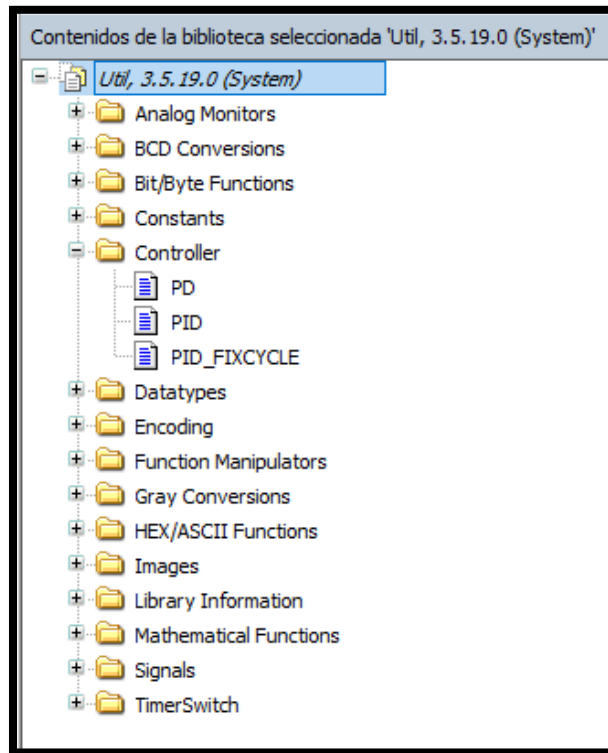 Contenidos de la biblioteca seleccionada 'Util, 3.5.19.0 (System)'
Util, 3.5.19.0 (System)
Analog Monitors
BCD Conversions
Bit/Byte Functions
Constants
Controller
PD
PID
PID_FIXCYCLE
Datatypes
Encoding
Function Manipulators
Gray Conversions
HEX/ASCII Functions
Images
Library Information
Mathematical Functions
Signals
TimerSwitch